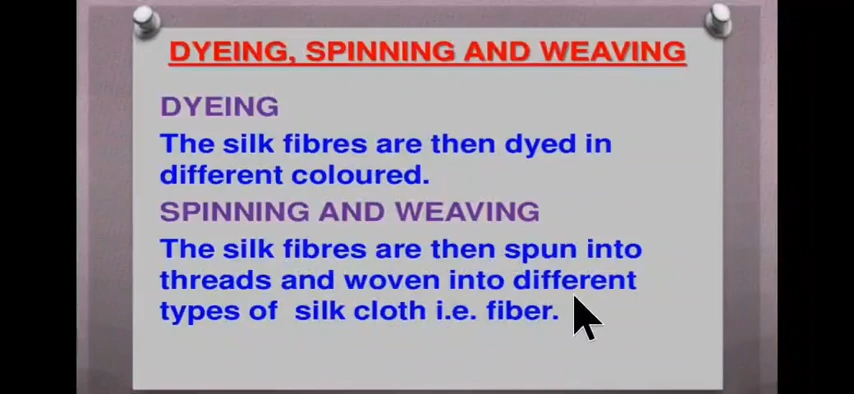 DYEING, SPINNING AND WEAVING
DYEING
The silk fibres are then dyed in
different coloured.
SPINNING AND WEAVING
The silk fibres are then spun into
threads and woven into different
types of silk cloth i.e. fiber.